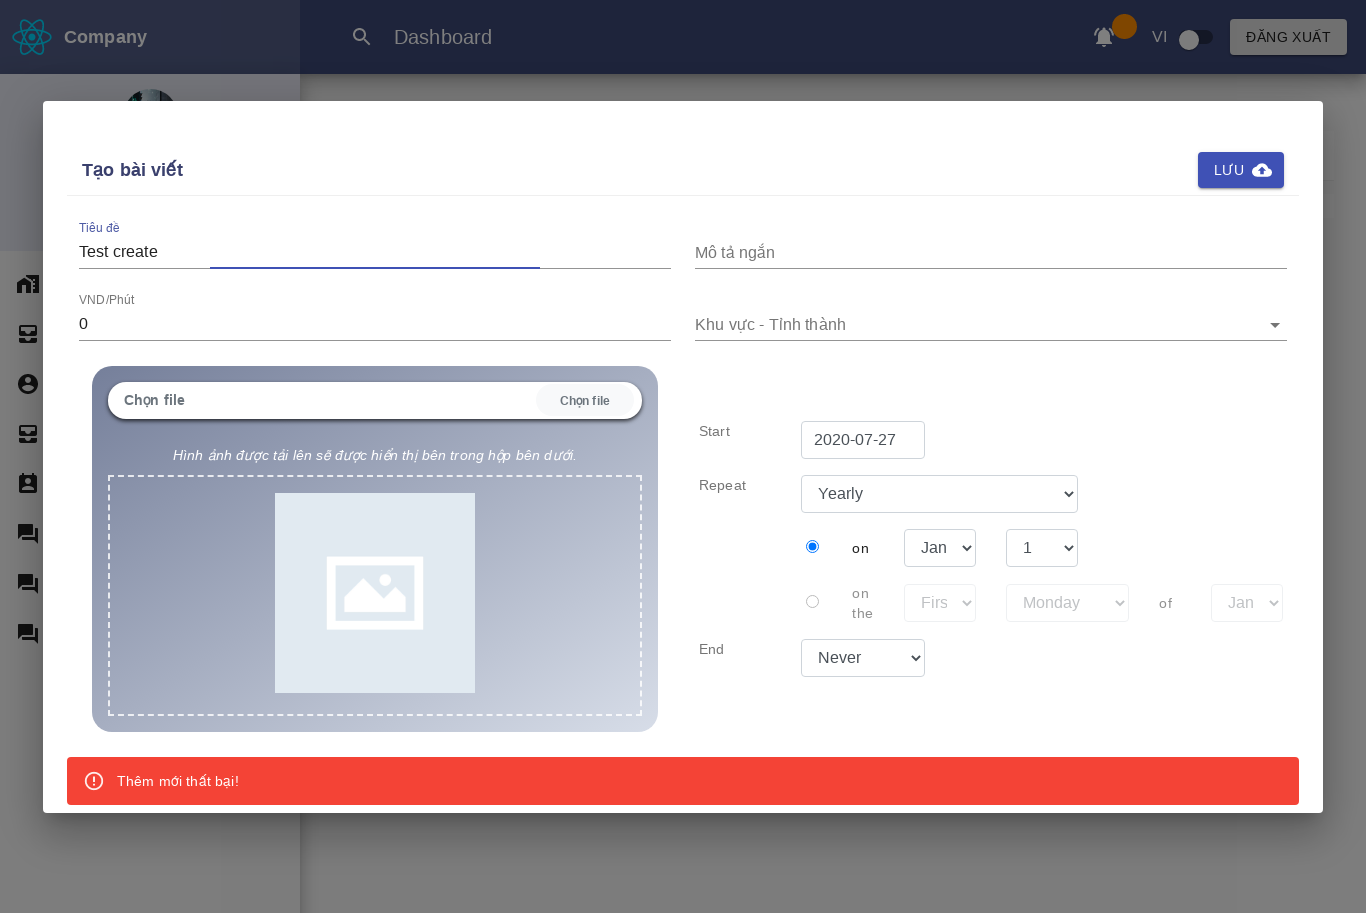 Company
Dashboard
VI
ĐĂNG XUẤT
Tạo bài viết
LƯU
Tiêu đề
Test create
Mô tả ngắn
VND/Phút
0
Khu vực - Tỉnh thành
Chọn file
Chọn file
Hình ảnh được tải lên sẽ được hiển thị bên trong hộp bên dưới.
Start
2020-07-27
Repeat
Yearly
on
Jan
1
on the
Firs
Monday
of
Jan
End
Never
Thêm mới thất bại!